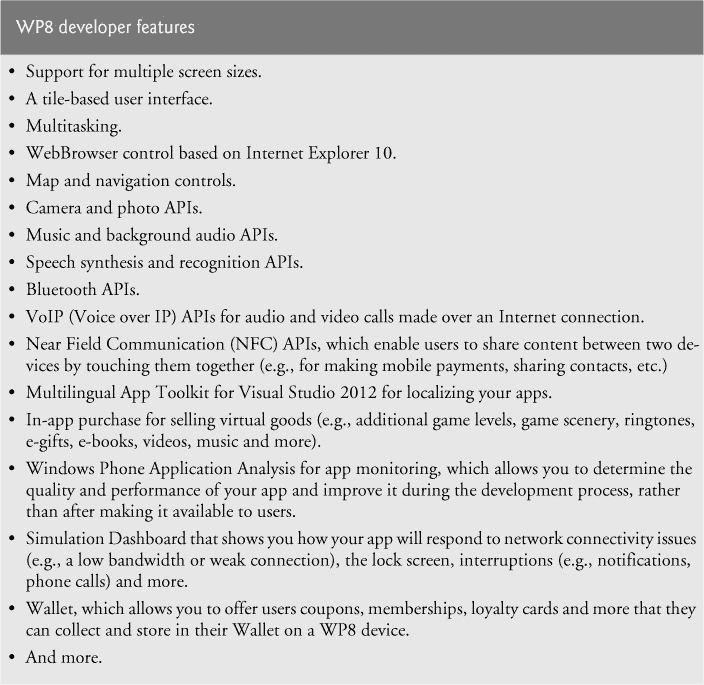 WP8 developer features
• Support for multiple screen sizes.
• A tile-based user interface.
• Multitasking.
• WebBrowser control based on Internet Explorer 10.
• Map and navigation controls.
• Camera and photo APIs.
• Music and background audio APIs.
• Speech synthesis and recognition APIs.
• Bluetooth APIs.
• VoIP (Voice over IP) APIs for audio and video calls made over an Internet connection.
• Near Field Communication (NFC) APIs, which enable users to share content between two de-
vices by touching them together (e.g., for making mobile payments, sharing contacts, etc.)
• Multilingual App Toolkit for Visual Studio 2012 for localizing your apps.
• In-app purchase for selling virtual goods (e.g., additional game levels, game scenery, ringtones,
e-gifts, e-books, videos, music and more).
• Windows Phone Application Analysis for app monitoring, which allows you to determine the
quality and performance of your app and improve it during the development process, rather
than after making it available to users.
• Simulation Dashboard that shows you how your app will respond to network connectivity issues
(e.g., a low bandwidth or weak connection), the lock screen, interruptions (e.g., notifications,
phone calls) and more.
• Wallet, which allows you to offer users coupons, memberships, loyalty cards and more that they
can collect and store in their Wallet on a WP8 device.
• And more.